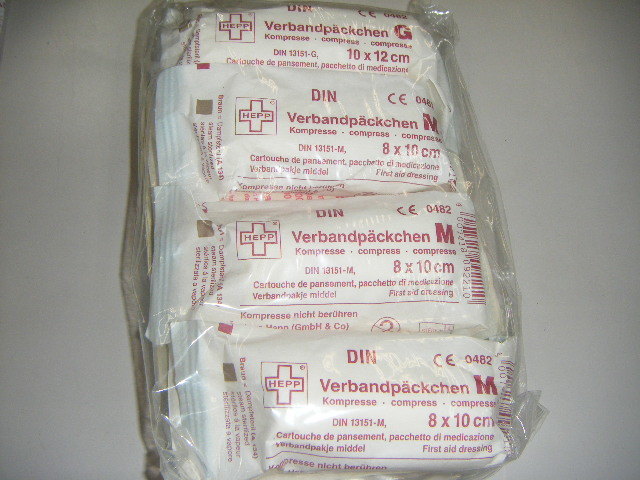 DIN CE 0482
HEPP
Verbandpäckchen G
Kompresse · compress · compresse
DIN 13151-G, 10 x 12 cm
Cartouche de pansement, pacchetto di medicazione
DIN CE 0482
HEPP ®
Verbandpäckchen M
Kompresse · compress · compresse
DIN 13151-M, 8 x 10 cm
Cartouche de pansement, pacchetto di medicazione
Verbandpakje middel First aid dressing
Kompresse nicht berühren
DIN CE 0482
HEPP ®
Verbandpäckchen M
Kompresse · compress · compresse
DIN 13151-M, 8 x 10 cm
Cartouche de pansement, pacchetto di medicazione
Verbandpakje middel First aid dressing
Kompresse nicht berühren
Hepp (GmbH & Co)
DIN CE 0482
HEPP ®
Verbandpäckchen M
Kompresse · compress · compresse
DIN 13151-M, 8 x 10 cm
Cartouche de pansement, pacchetto di medicazione
Verbandpakje middel First aid dressing
Kompresse nicht berühren